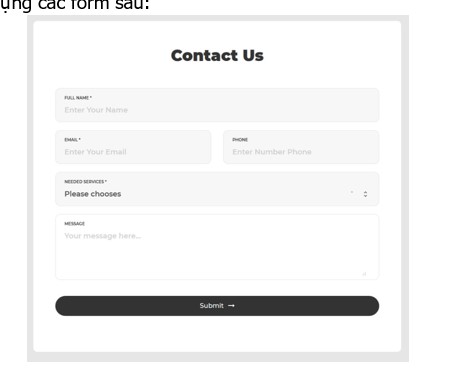 ụng các form sau:
Contact Us
FULL NAME *
Enter Your Name
EMAIL *
PHONE
Enter Your Email
Enter Number Phone
NEEDED SERVICES *
Please chooses
MESSAGE
Your message here...
Submit →